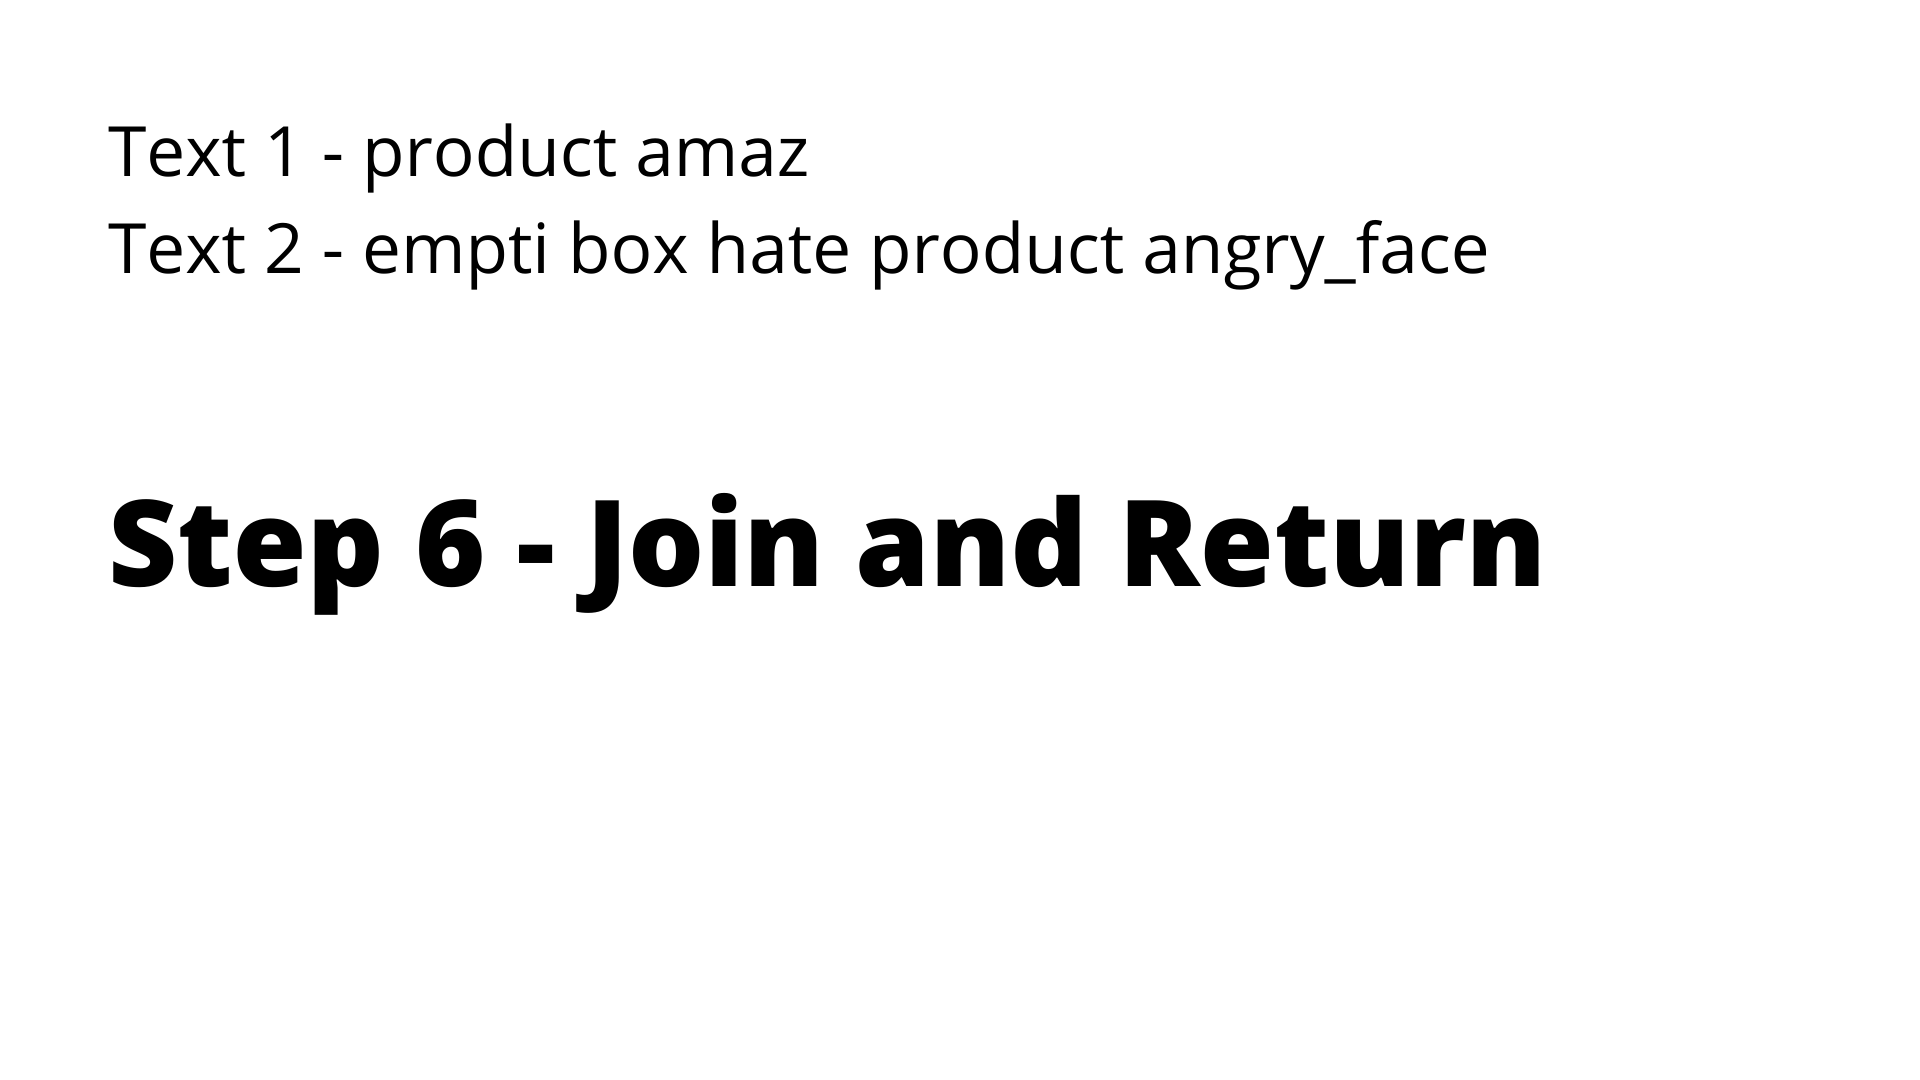 Text 1 - product amaz
Text 2 - empti box hate product angry_face
Step 6 - Join and Return